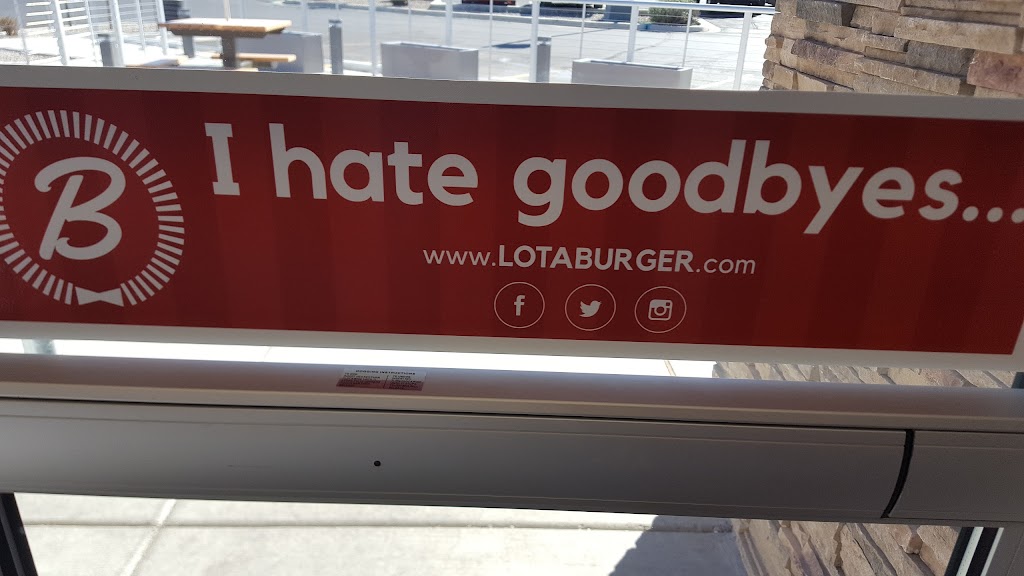 B
I hate goodbyes...
www.LOTABURGER.com
f